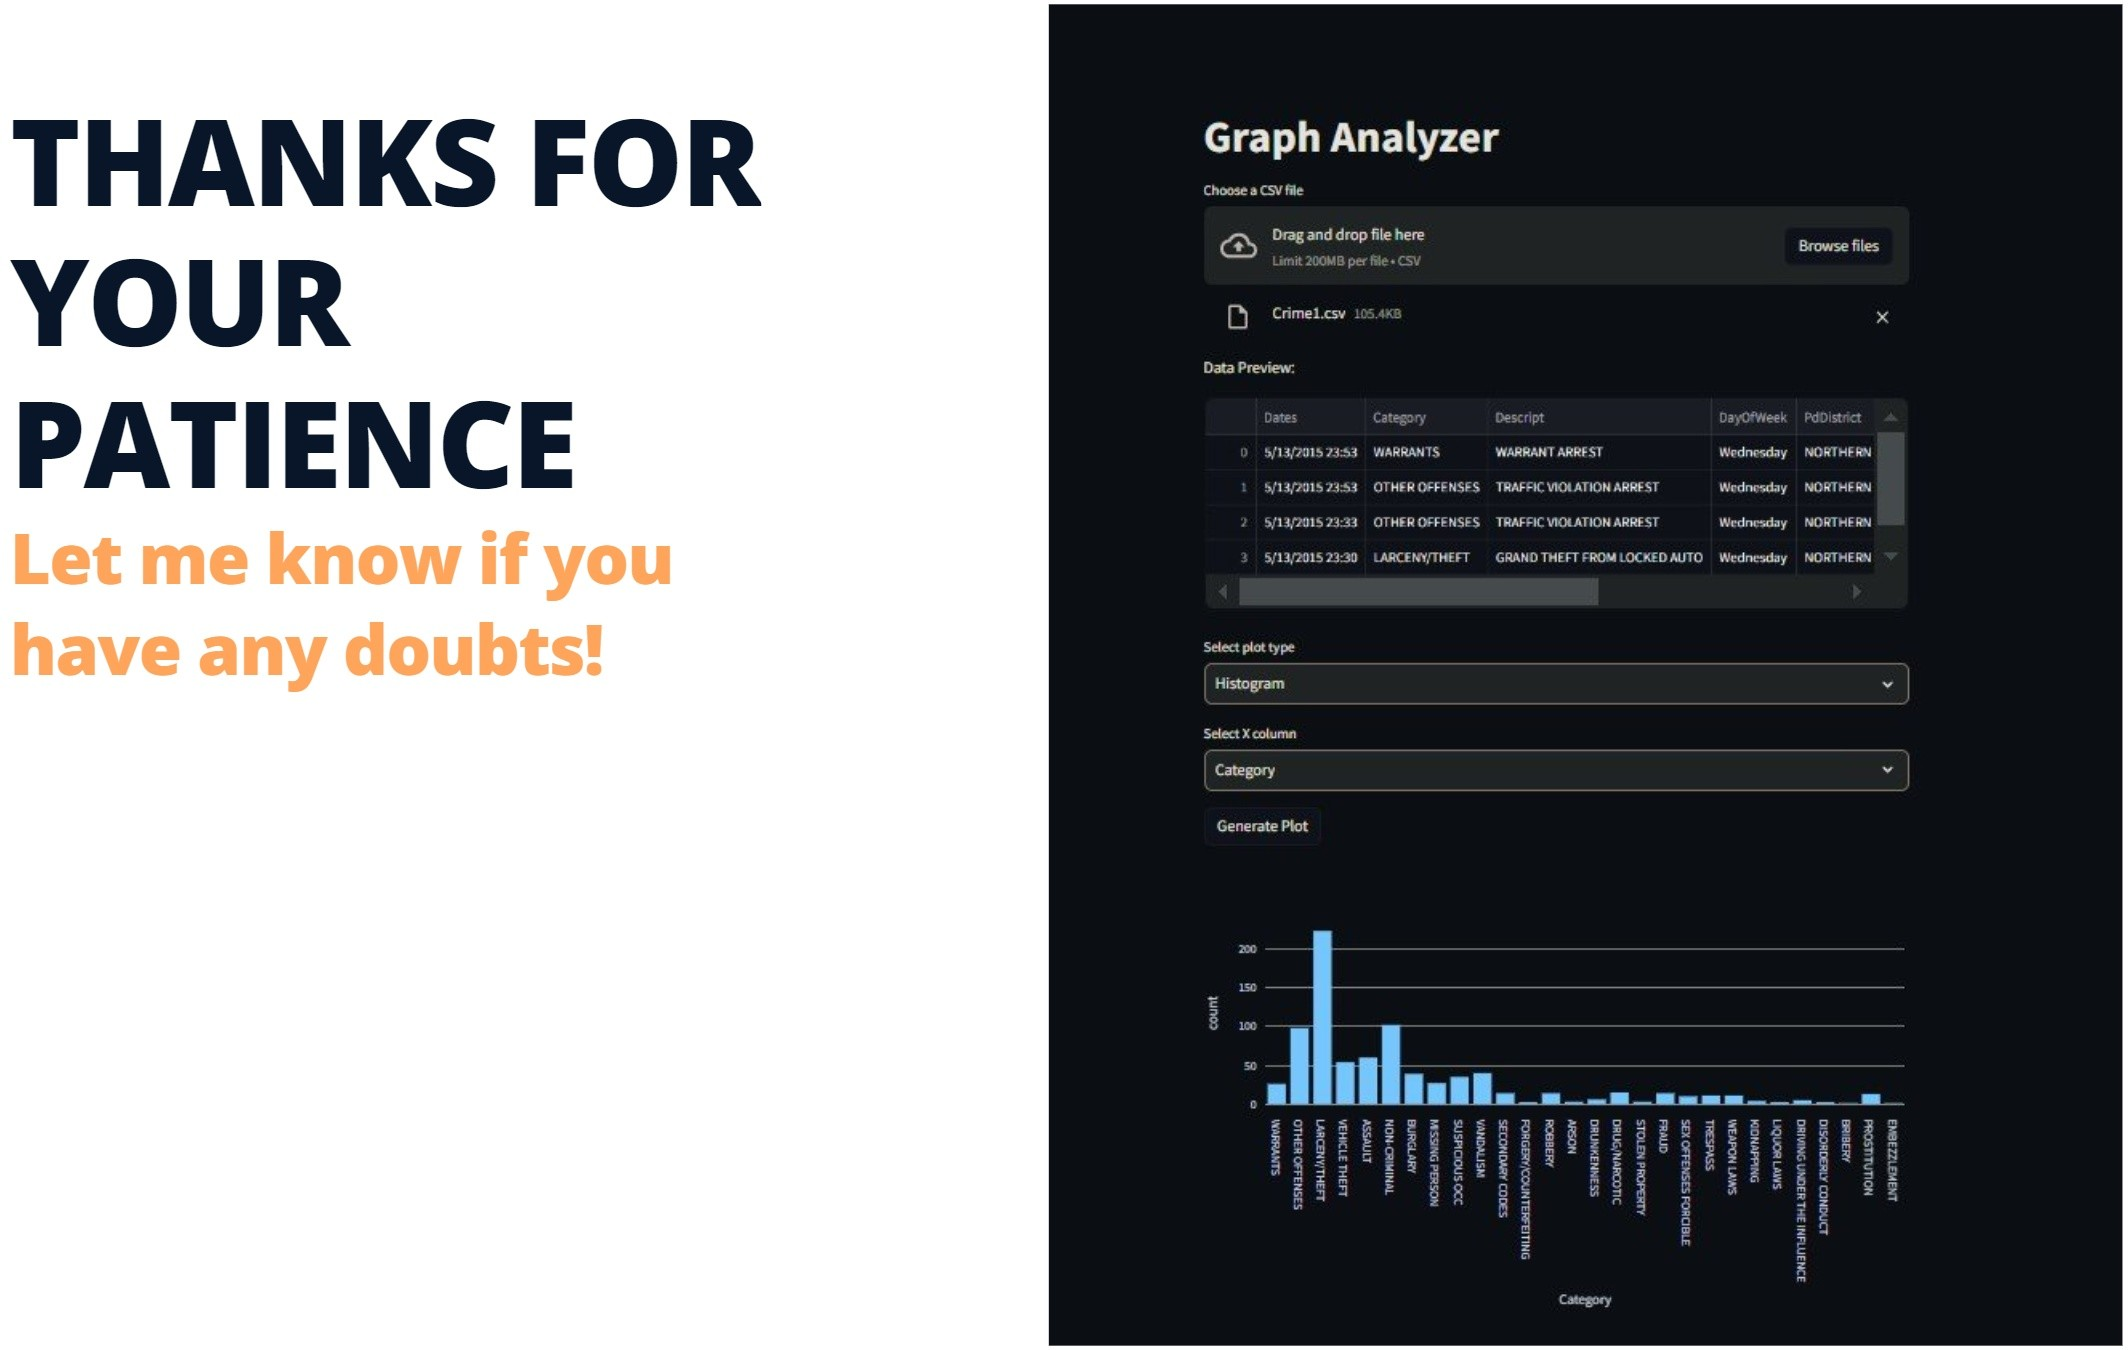 THANKS FOR
YOUR
PATIENCE
Let me know if you
have any doubts!
Graph Analyzer
Choose a CSV file
Drag and drop file here
Limit 200MB per file • CSV
Browse files
Crime1.csv 105.4KB
Data Preview:
Dates Category Descript DayOfWeek PdDistrict
0 5/13/2015 23:53 WARRANTS WARRANT ARREST Wednesday NORTHERN
1 5/13/2015 23:53 OTHER OFFENSES TRAFFIC VIOLATION ARREST Wednesday NORTHERN
2 5/13/2015 23:33 OTHER OFFENSES TRAFFIC VIOLATION ARREST Wednesday NORTHERN
3 5/13/2015 23:30 LARCENY/THEFT GRAND THEFT FROM LOCKED AUTO Wednesday NORTHERN
Select plot type
Histogram
Select X column
Category
Generate Plot
200
150
100
50
0
count
WARRANTS
OTHER OFFENSES
LARCENY/THEFT
VEHICLE THEFT
ASSAULT
NON-CRIMINAL
BURGLARY
MISSING PERSON
SUSPICIOUS OCC
VANDALISM
SECONDARY CODES
FORGERY/COUNTERFEITING
ROBBERY
ARSON
DRUNKENNESS
DRUG/NARCOTIC
STOLEN PROPERTY
FRAUD
SEX OFFENSES FORCIBLE
TRESPASS
WEAPON LAWS
KIDNAPPING
LIQUOR LAWS
DRIVING UNDER THE INFLUENCE
DISORDERLY CONDUCT
BRIBERY
PROSTITUTION
EMBEZZLEMENT
Category